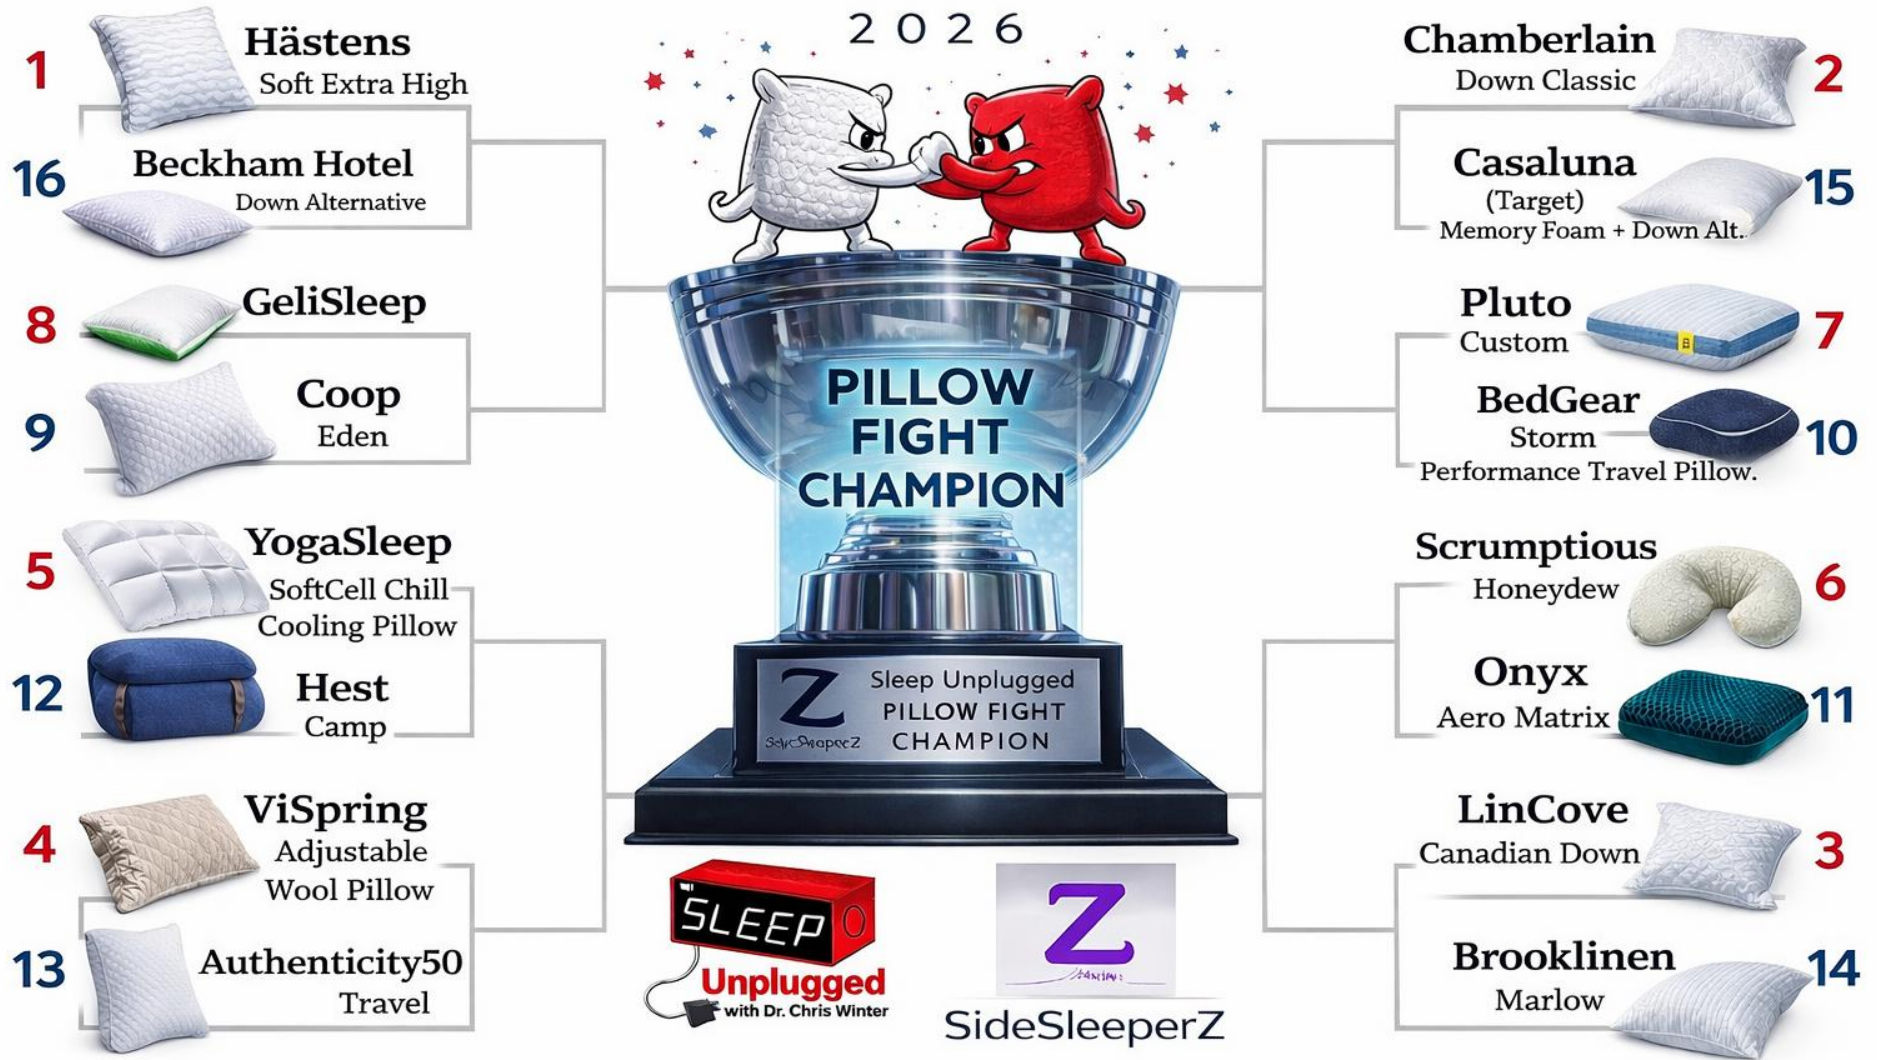 2026
1
Hästens
Soft Extra High
16
Beckham Hotel
Down Alternative
8
GeliSleep
9
Coop
Eden
5
YogaSleep
SoftCell Chill
Cooling Pillow
12
Hest
Camp
4
ViSpring
Adjustable
Wool Pillow
13
Authenticity50
Travel
PILLOW
FIGHT
CHAMPION
Z
Sleep Unplugged
PILLOW FIGHT
CHAMPION
SLEEP
Unplugged
with Dr. Chris Winter
Z
SideSleeperZ
Chamberlain
Down Classic
2
Casaluna
(Target)
Memory Foam + Down Alt.
15
Pluto
Custom
7
BedGear
Storm
Performance Travel Pillow.
10
Scrumptious
Honeydew
6
Onyx
Aero Matrix
11
LinCove
Canadian Down
3
Brooklinen
Marlow
14